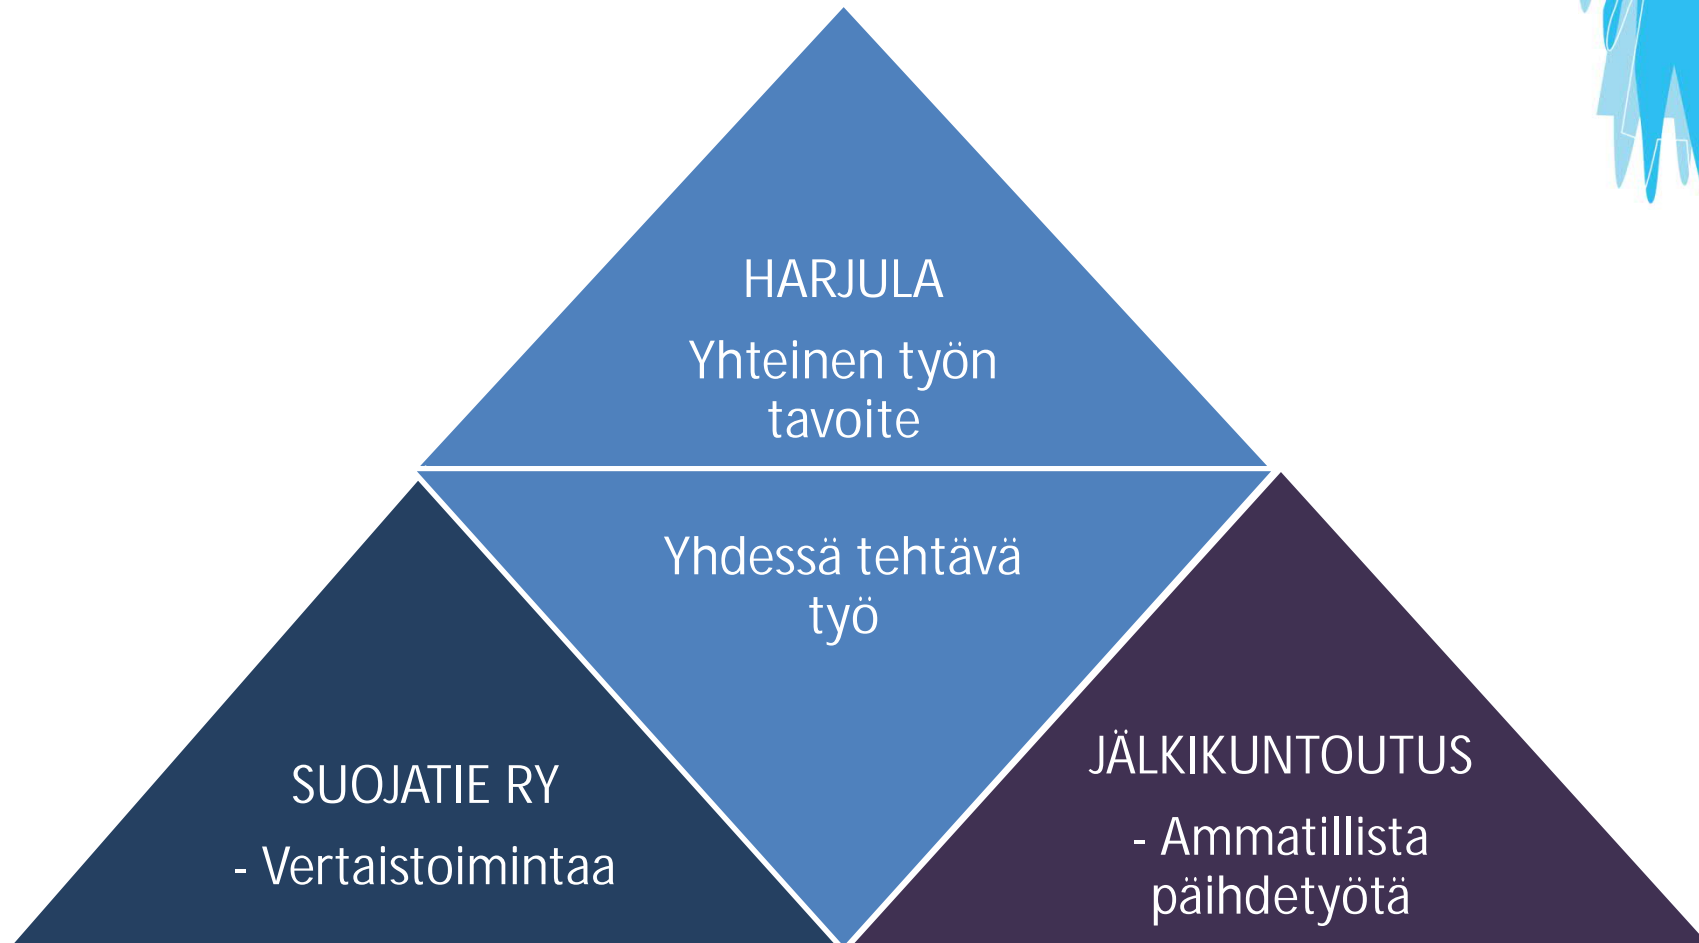 HARJULA
Yhteinen työn
tavoite
Yhdessä tehtävä
työ
SUOJATIE RY
- Vertaistoimintaa
JÄLKIKUNTOUTUS
- Ammatillista
päihdetyötä